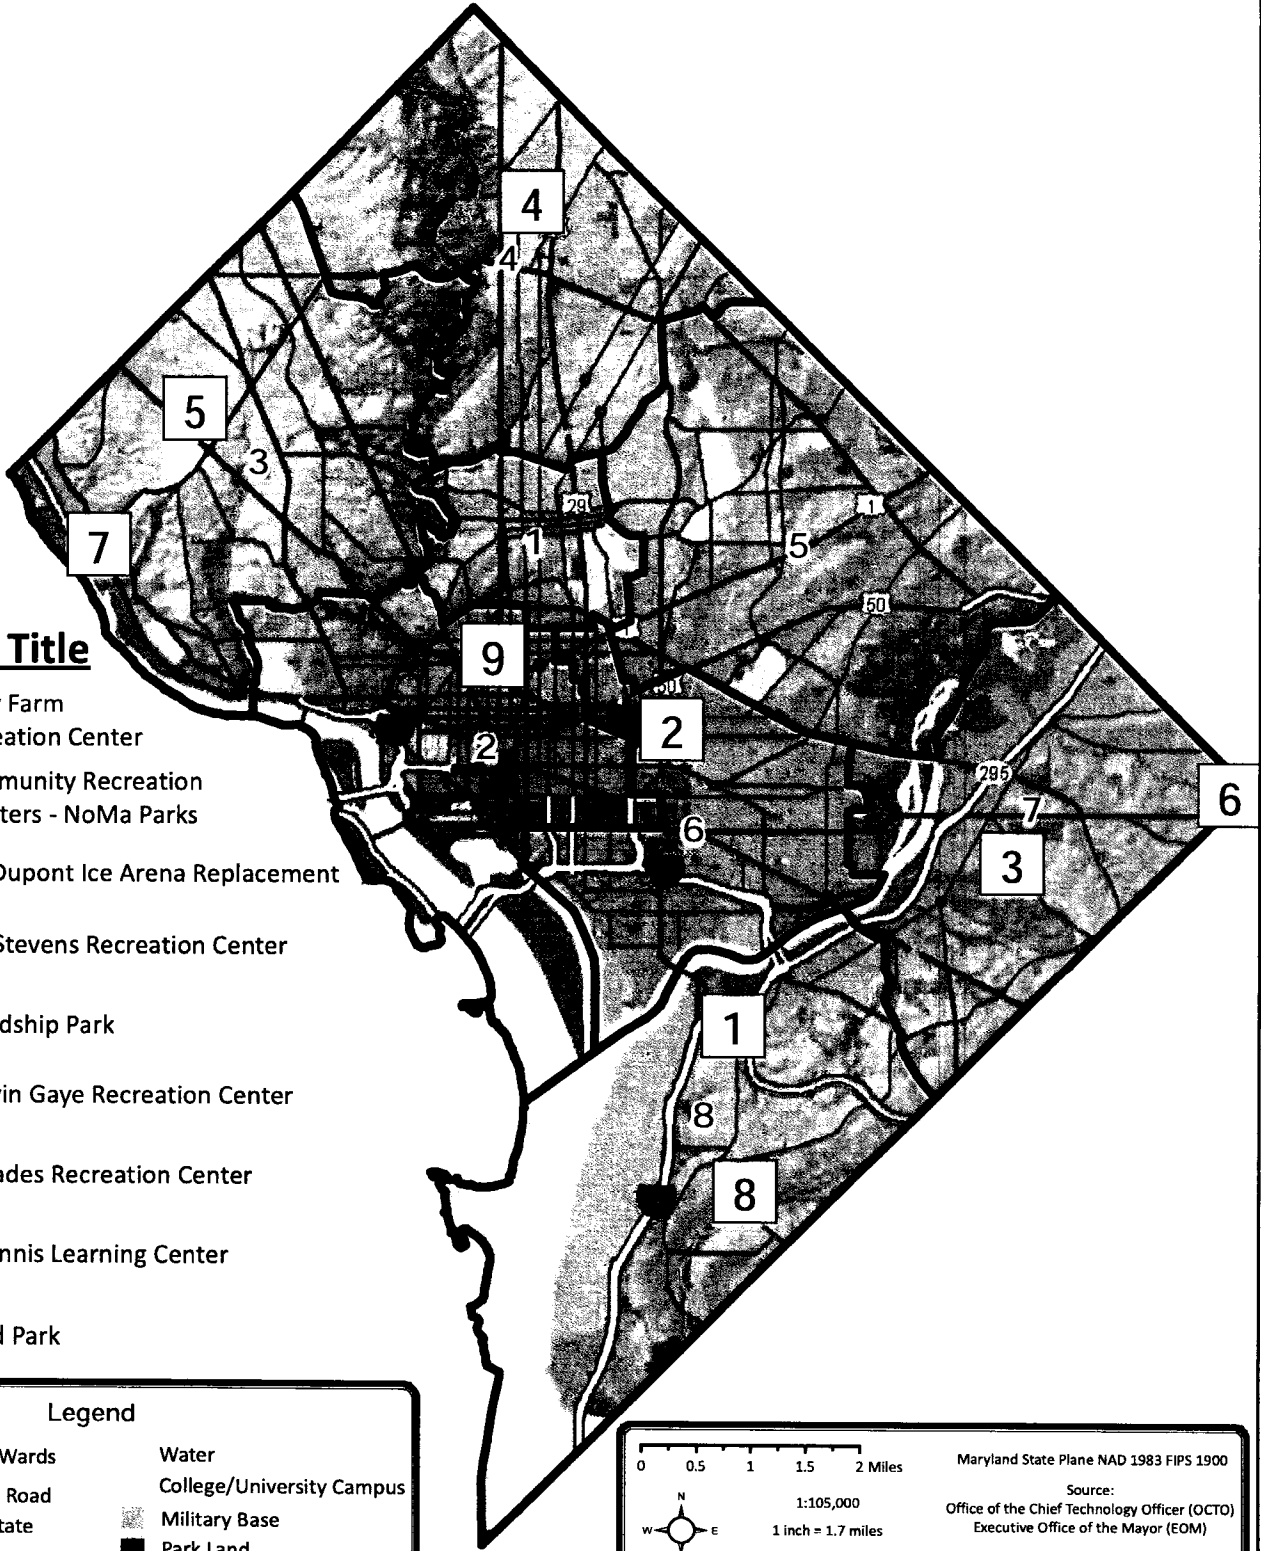 4
4
5
3
29
1
7
1
5
50
Title
9
Farm
eation Center
50
2
2
munity Recreation
295
6
ters - NoMa Parks
7
6
3
Dupont Ice Arena Replacement
Stevens Recreation Center
dship Park
1
vin Gaye Recreation Center
8
ades Recreation Center
8
nnis Learning Center
Park
Legend
Wards
Water
College/University Campus
Road
tate
Military Base
Park Land
0 0.5 1 1.5 2 Miles
Maryland State Plane NAD 1983 FIPS 1900
N
W E
1:105,000
1 inch = 1.7 miles
Source:
Office of the Chief Technology Officer (OCTO)
Executive Office of the Mayor (EOM)